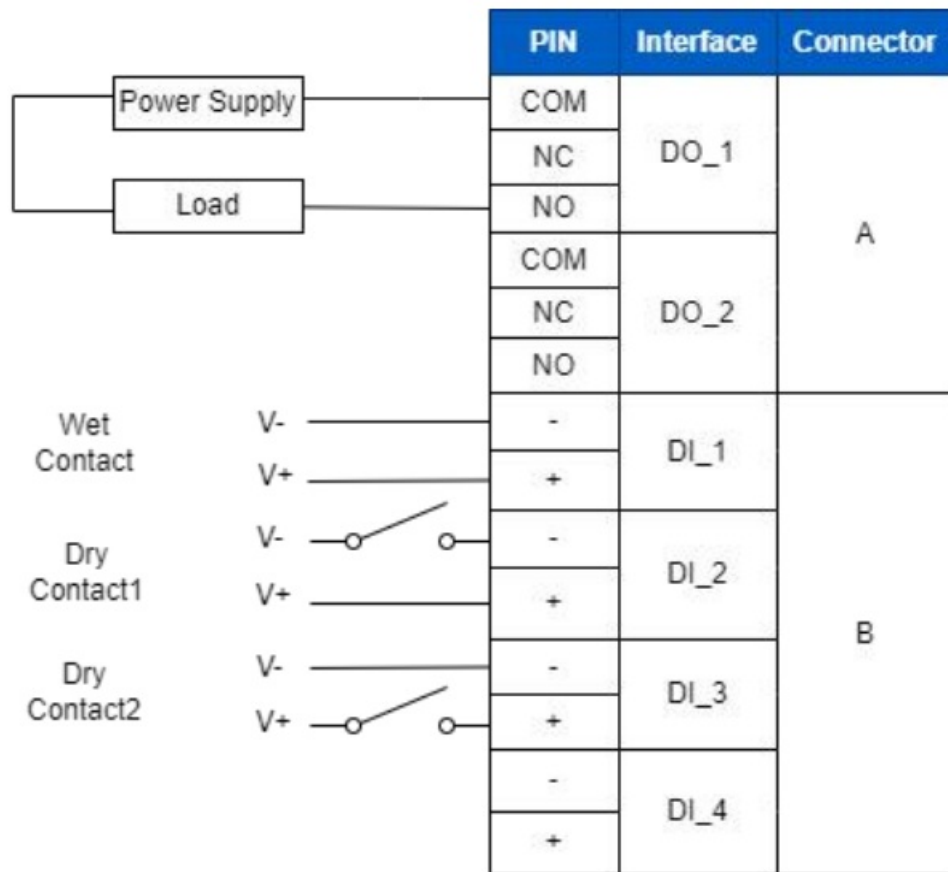 PIN Interface Connector
Power Supply
COM
NC
DO_1
Load
NO
A
COM
NC
DO_2
NO
Wet
Contact
V-
-
DI_1
V+
+
Dry
Contact1
V-
-
DI_2
V+
+
B
Dry
Contact2
V-
-
DI_3
V+
+
-
DI_4
+